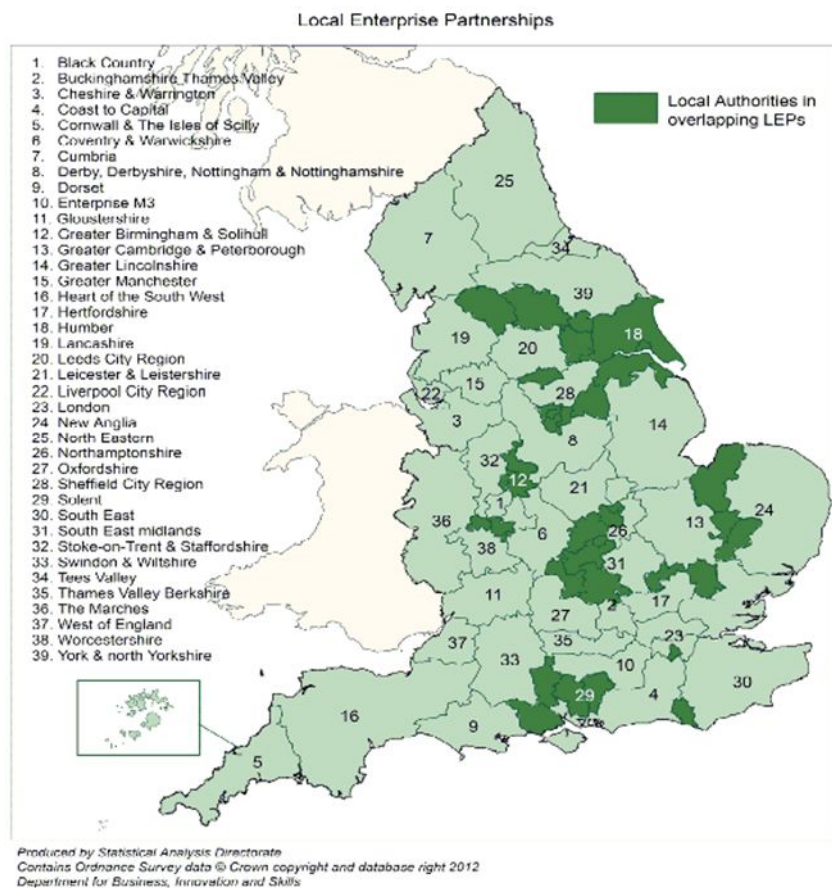 Local Enterprise Partnerships
1. Black Country
2. Buckinghamshire Thames Valley
3. Cheshire & Warrington
4. Coast to Capital
5. Cornwall & The Isles of Scilly
6. Coventry & Warwickshire
7. Cumbria
8. Derby, Derbyshire, Nottingham & Nottinghamshire
9. Dorset
10. Enterprise M3
11. Gloustershire
12. Greater Birmingham & Solihull
13. Greater Cambridge & Peterborough
14. Greater Lincolnshire
15. Greater Manchester
16. Heart of the South West
17. Hertfordshire
18. Humber
19. Lancashire
20. Leeds City Region
21. Leicester & Leistershire
22. Liverpool City Region
23. London
24. New Anglia
25. North Eastern
26. Northamptonshire
27. Oxfordshire
28. Sheffield City Region
29. Solent
30. South East
31. South East midlands
32. Stoke-on-Trent & Staffordshire
33. Swindon & Wiltshire
34. Tees Valley
35. Thames Valley Berkshire
36. The Marches
37. West of England
38. Worcestershire
39. York & north Yorkshire
Local Authorities in
overlapping LEPs
25
7
34
39
19
20
18
15
28
22
3
8
14
32
12
21
1
24
36
6
26
13
38
31
11
27
2
17
37
35
23
33
10
30
29
4
16
9
5
Produced by Statistical Analysis Directorate
Contains Ordnance Survey data © Crown copyright and database right 2012
Department for Business, Innovation and Skills